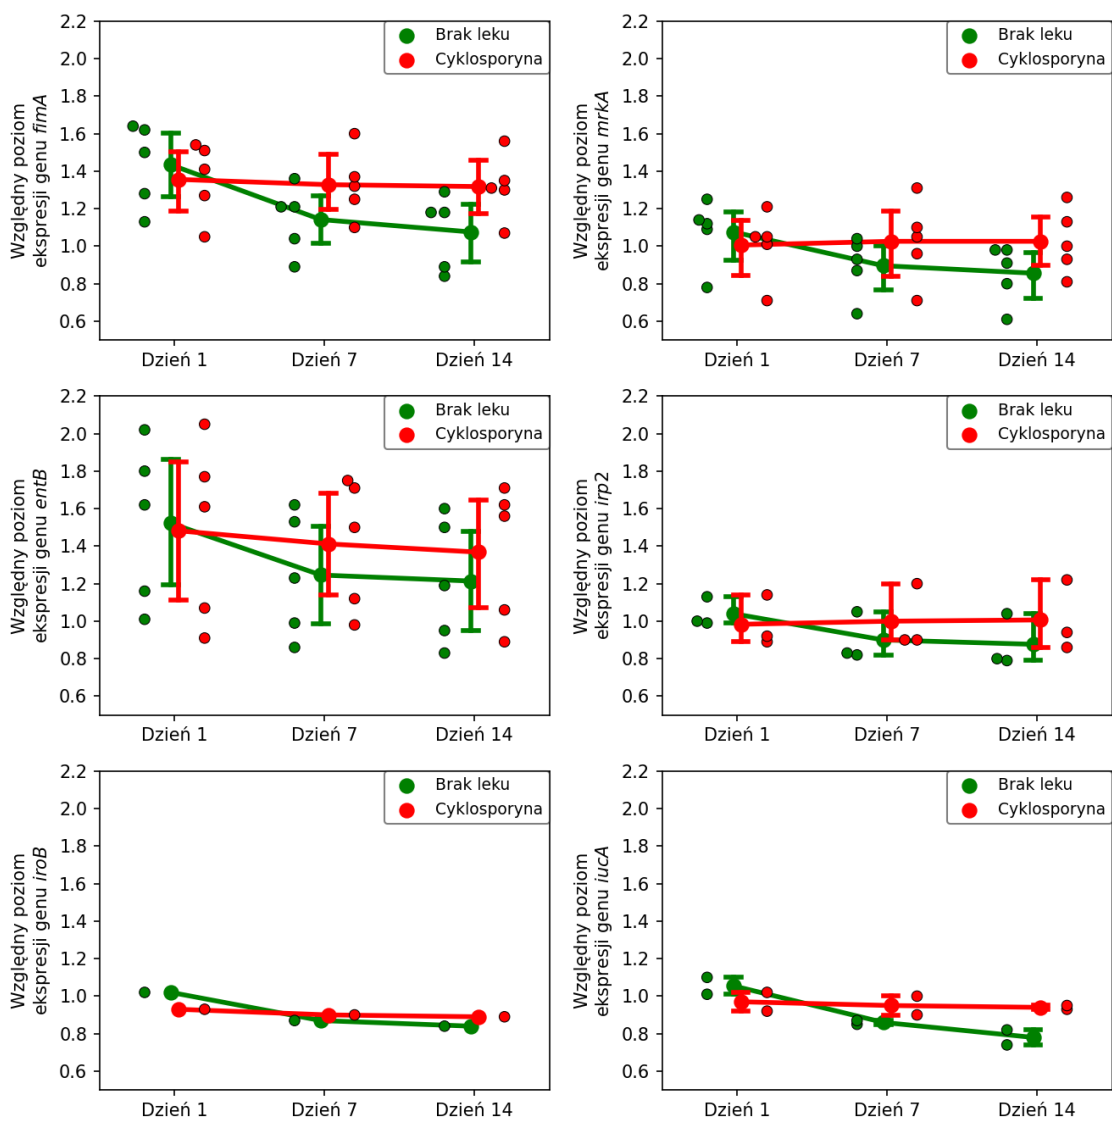 2.2
2.0
1.8
1.6
1.4
1.2
1.0
0.8
0.6
Względny poziom
ekspresji genu fimA
Brak leku
Cyklosporyna
Dzień 1
Dzień 7
Dzień 14
2.2
2.0
1.8
1.6
1.4
1.2
1.0
0.8
0.6
Względny poziom
ekspresji genu mrkA
Brak leku
Cyklosporyna
Dzień 1
Dzień 7
Dzień 14
2.2
2.0
1.8
1.6
1.4
1.2
1.0
0.8
0.6
Względny poziom
ekspresji genu entB
Brak leku
Cyklosporyna
Dzień 1
Dzień 7
Dzień 14
2.2
2.0
1.8
1.6
1.4
1.2
1.0
0.8
0.6
Względny poziom
ekspresji genu irp2
Brak leku
Cyklosporyna
Dzień 1
Dzień 7
Dzień 14
2.2
2.0
1.8
1.6
1.4
1.2
1.0
0.8
0.6
Względny poziom
ekspresji genu iroB
Brak leku
Cyklosporyna
Dzień 1
Dzień 7
Dzień 14
2.2
2.0
1.8
1.6
1.4
1.2
1.0
0.8
0.6
Względny poziom
ekspresji genu iucA
Brak leku
Cyklosporyna
Dzień 1
Dzień 7
Dzień 14